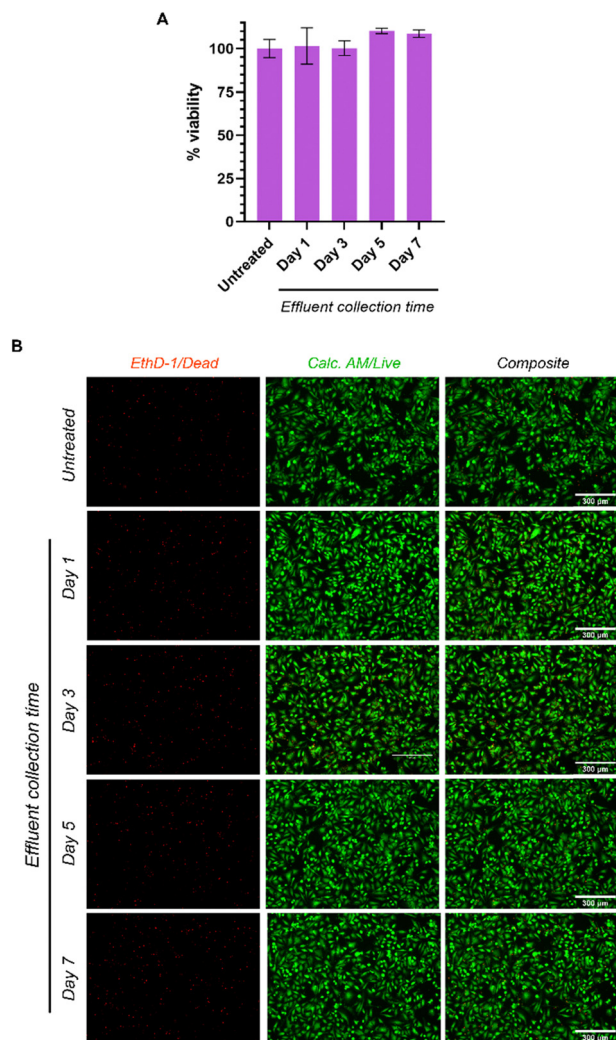 A
% viability
100
75
50
25
0
Untreated
Day 1
Day 3
Day 5
Day 7
Effluent collection time
B
EthD-1/Dead
Calc. AM/Live
Composite
Untreated
300 µm
Effluent collection time
Day 1
300 µm
Day 3
300 µm
Day 5
300 µm
Day 7
300 µm